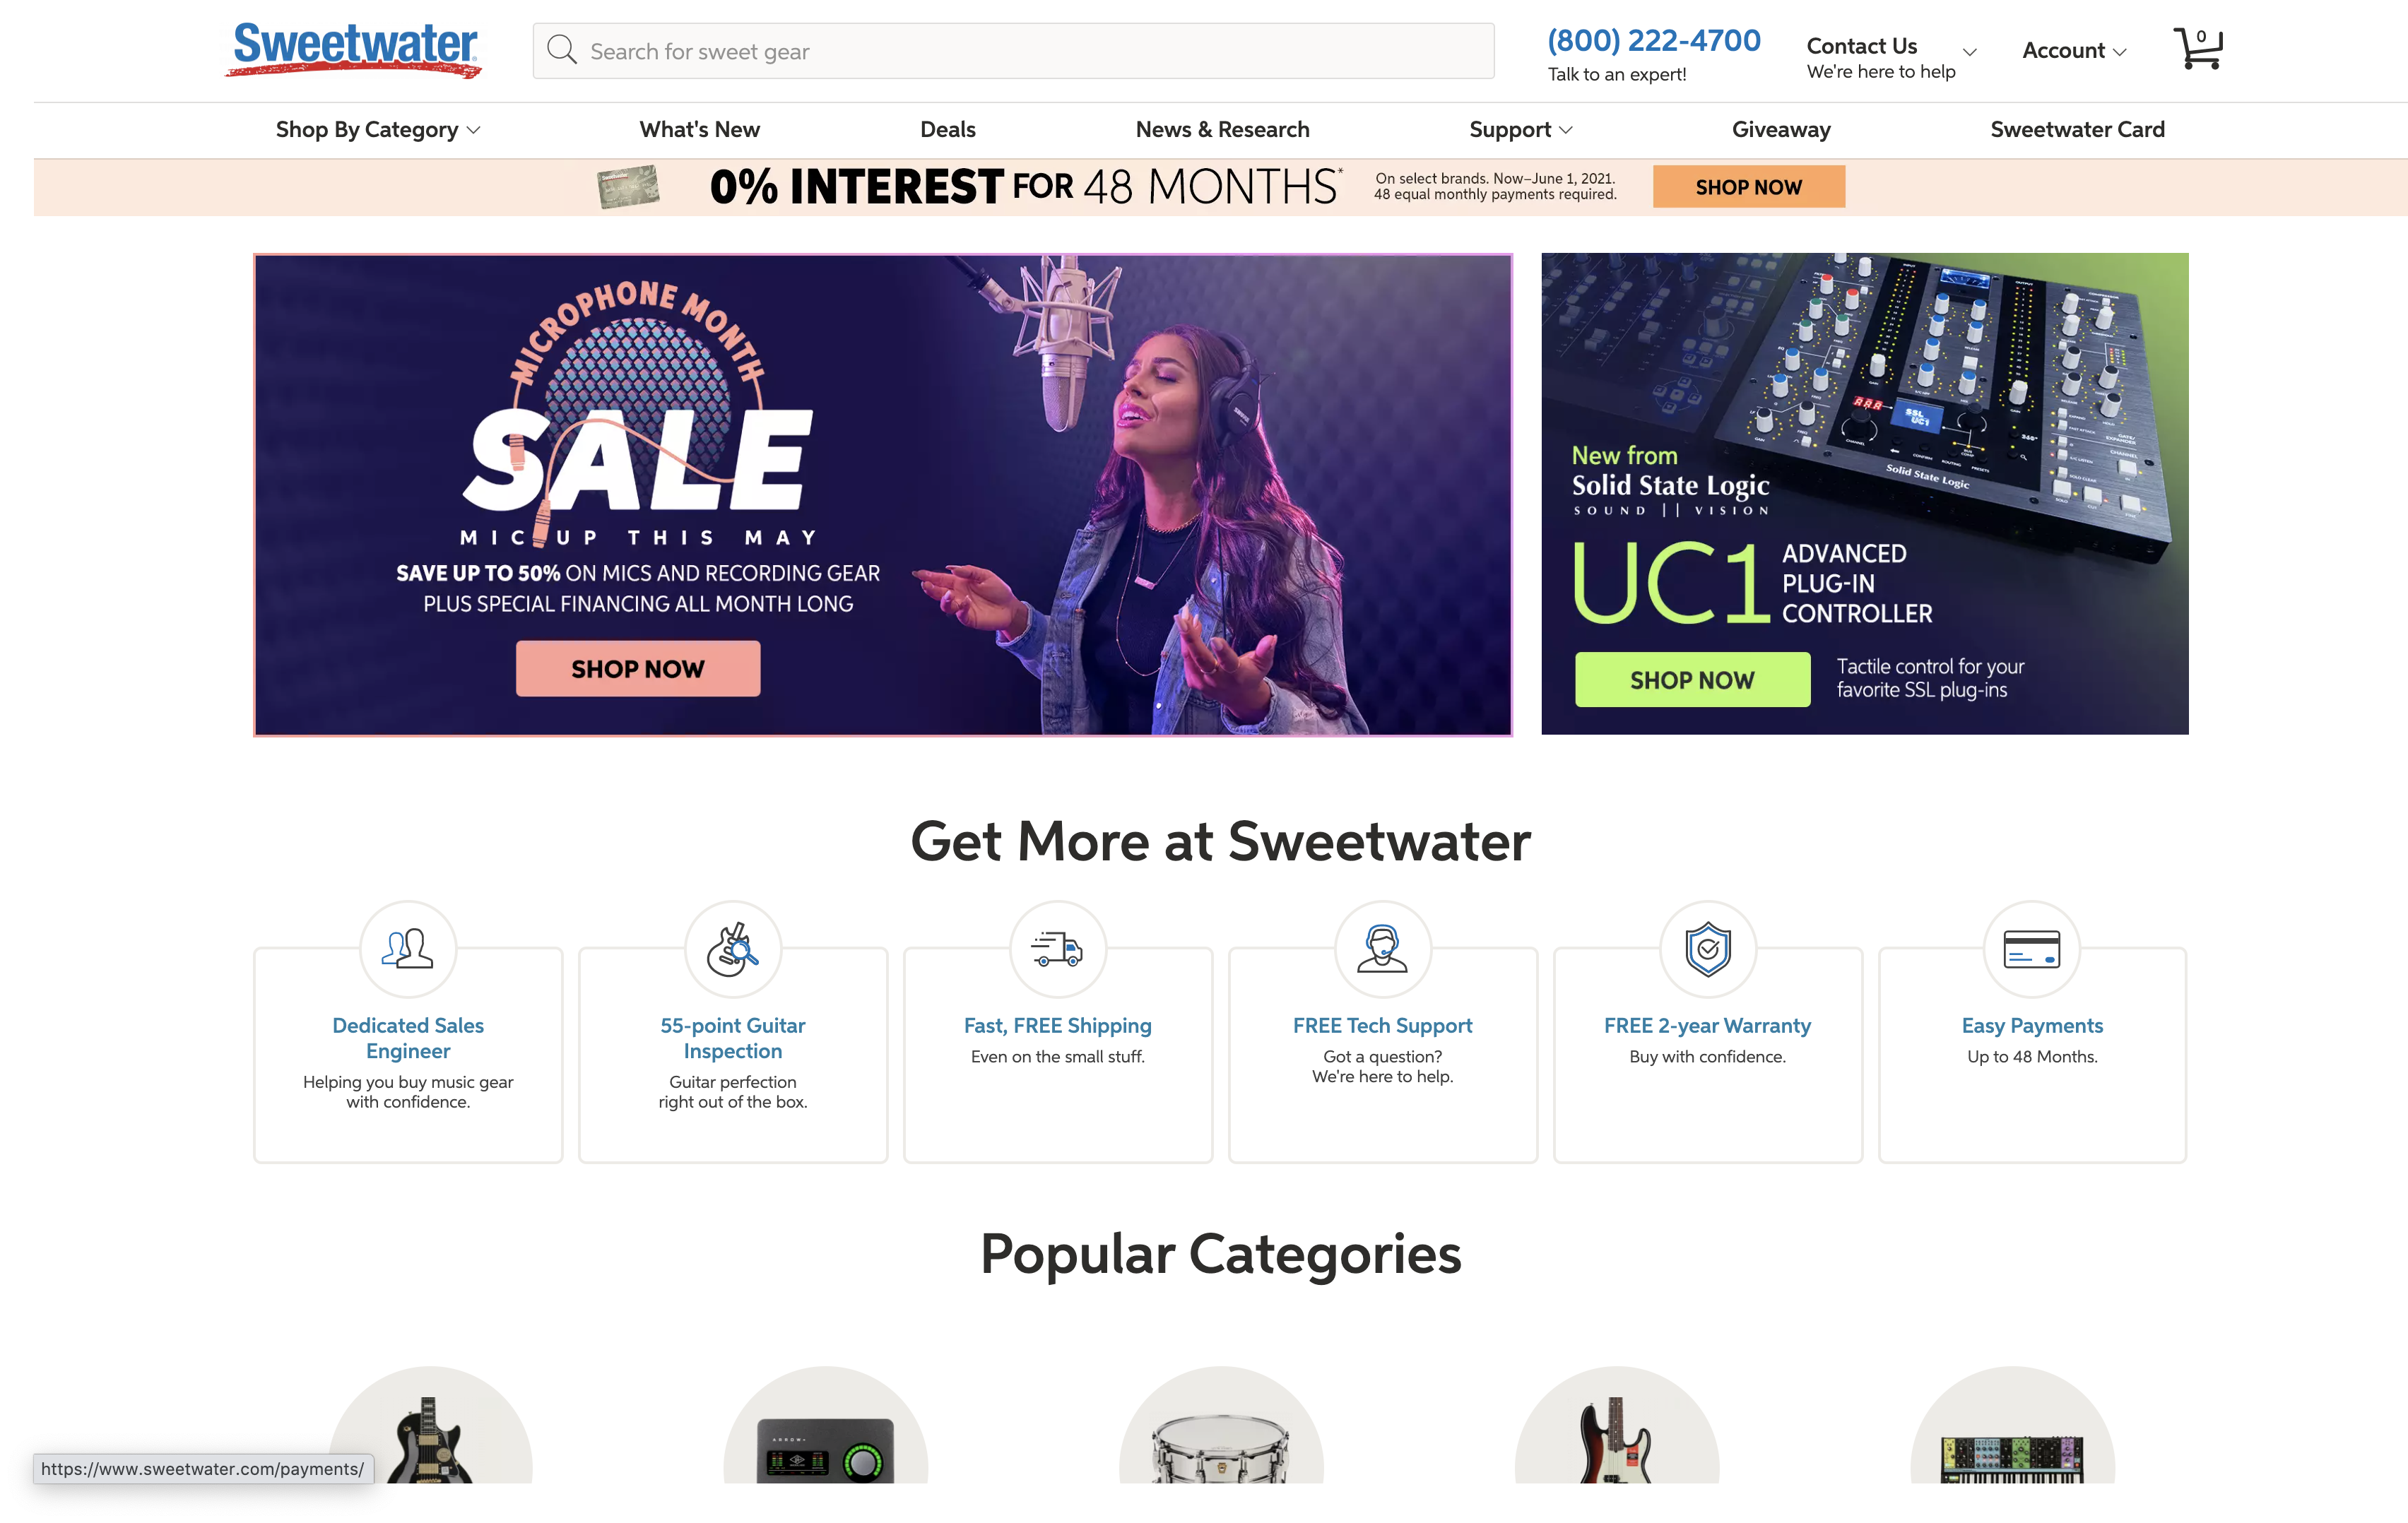 Sweetwater
Search for sweet gear
(800) 222-4700
Talk to an expert!
Contact Us
We're here to help
Account
0
Shop By Category
What's New
Deals
News & Research
Support
Giveaway
Sweetwater Card
0% INTEREST FOR 48 MONTHS*
On select brands. Now–June 1, 2021.
48 equal monthly payments required.
SHOP NOW
MICROPHONE MONTH
SALE
MIC UP THIS MAY
SAVE UP TO 50% ON MICS AND RECORDING GEAR
PLUS SPECIAL FINANCING ALL MONTH LONG
SHOP NOW
SSL
UC1
Solid State Logic
New from
Solid State Logic
SOUND || VISION
UC1
ADVANCED
PLUG-IN
CONTROLLER
SHOP NOW
Tactile control for your
favorite SSL plug-ins
Get More at Sweetwater
Dedicated Sales
Engineer
Helping you buy music gear
with confidence.
55-point Guitar
Inspection
Guitar perfection
right out of the box.
Fast, FREE Shipping
Even on the small stuff.
FREE Tech Support
Got a question?
We're here to help.
FREE 2-year Warranty
Buy with confidence.
Easy Payments
Up to 48 Months.
Popular Categories
ARROW
https://www.sweetwater.com/payments/